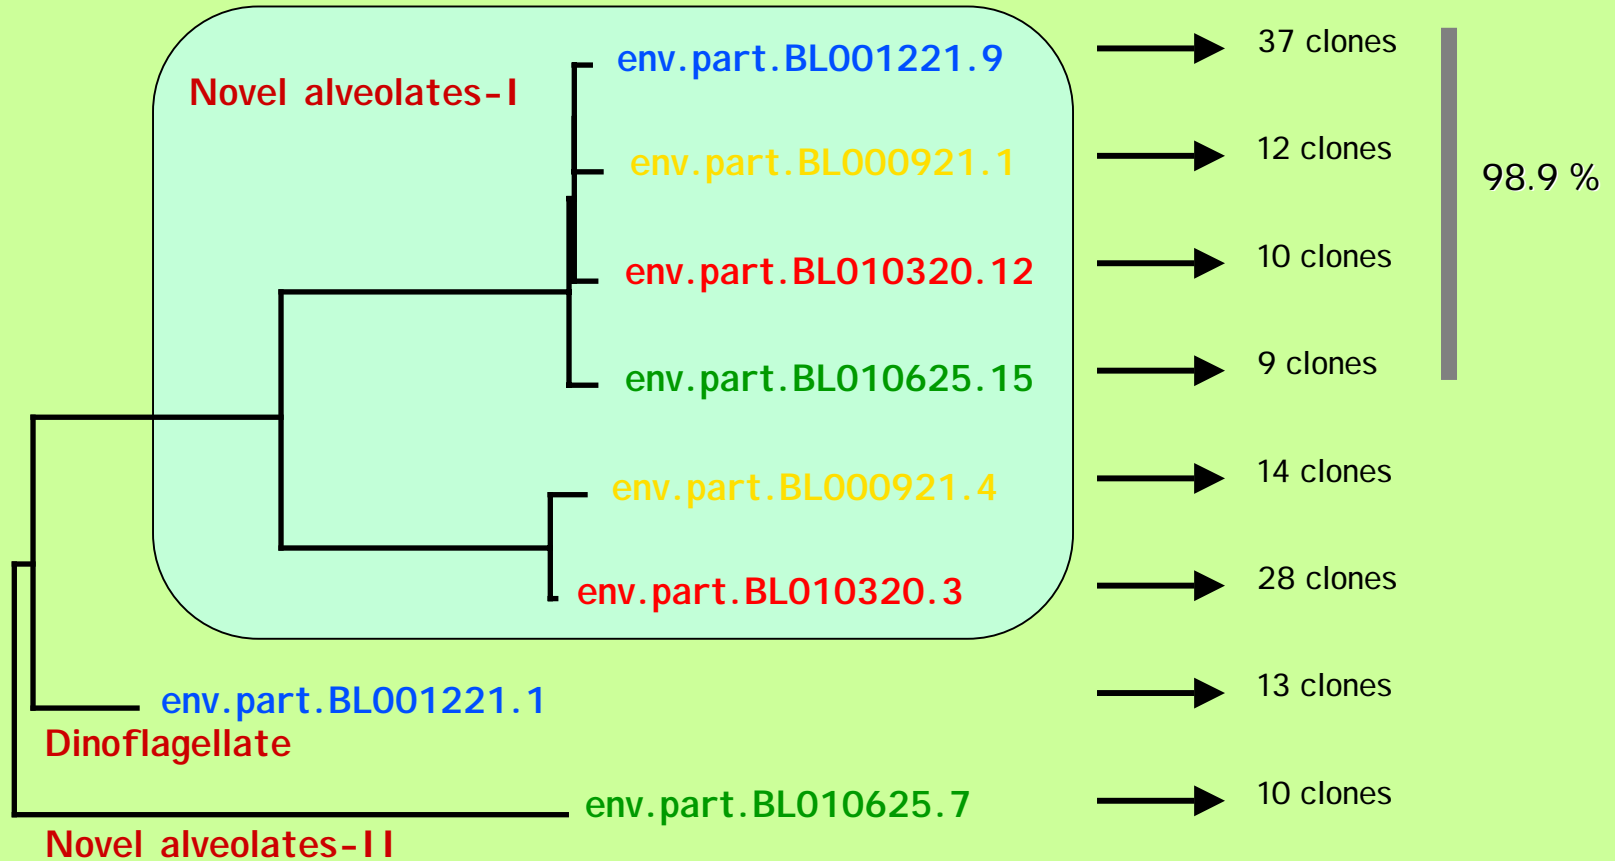 env.part.BL001221.9
37 clones
Novel alveolates-I
env.part.BL000921.1
12 clones
98.9 %
env.part.BL010320.12
10 clones
env.part.BL010625.15
9 clones
env.part.BL000921.4
14 clones
env.part.BL010320.3
28 clones
env.part.BL001221.1
13 clones
Dinoflagellate
env.part.BL010625.7
10 clones
Novel alveolates-II